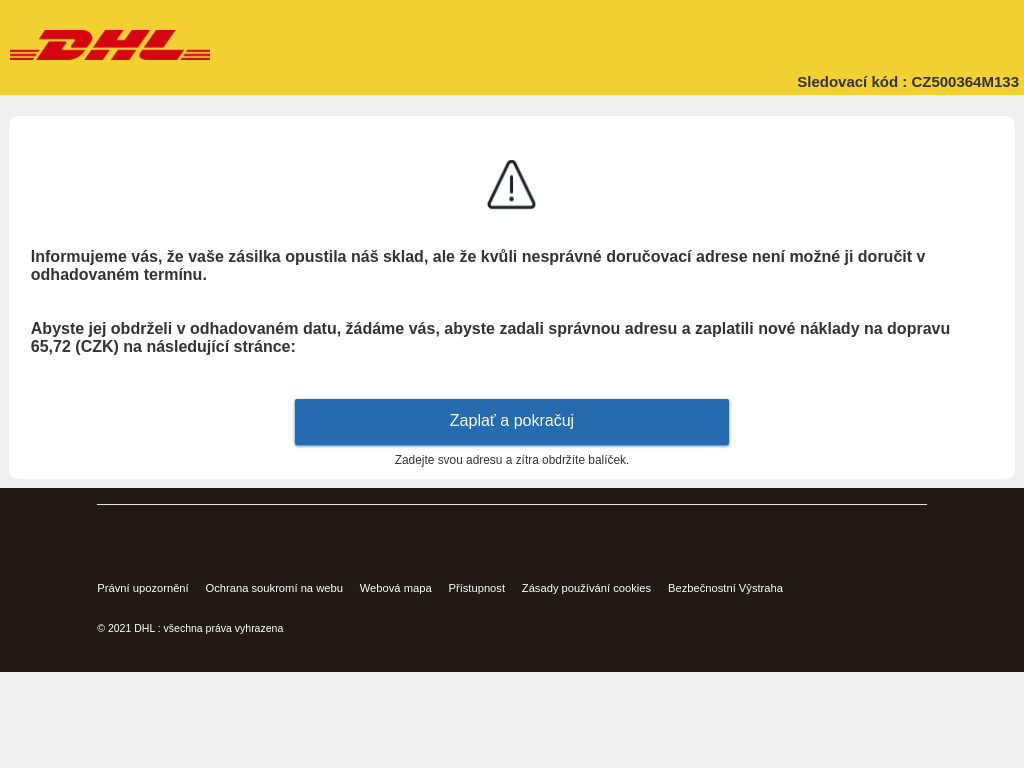 DHL
Sledovací kód : CZ500364M133
Informujeme vás, že vaše zásilka opustila náš sklad, ale že kvůli nesprávné doručovací adrese není možné ji doručit v
odhadovaném termínu.
Abyste jej obdrželi v odhadovaném datu, žádáme vás, abyste zadali správnou adresu a zaplatili nové náklady na dopravu
65,72 (CZK) na následující stránce:
Zaplať a pokračuj
Zadejte svou adresu a zítra obdržíte balíček.
Právní upozornění Ochrana soukromí na webu Webová mapa Přístupnost Zásady používání cookies Bezbečnostní Výstraha
© 2021 DHL : všechna práva vyhrazena